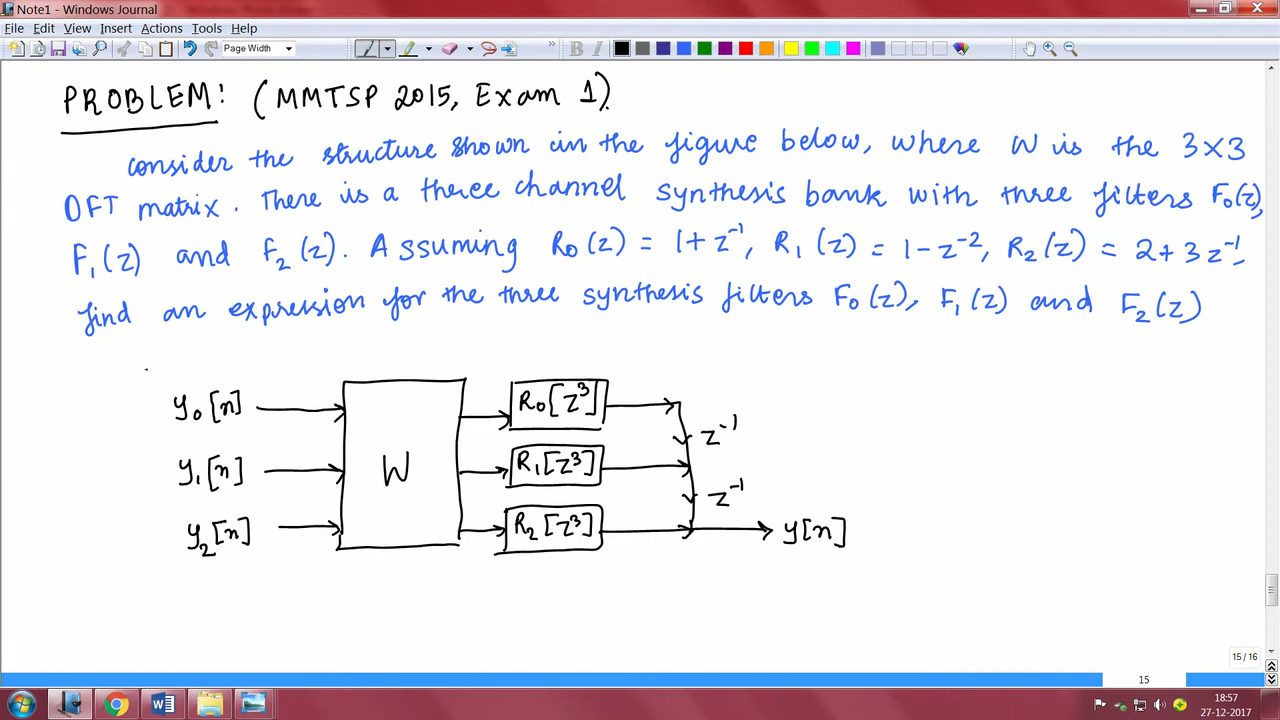 Note1 - Windows Journal
File Edit View Insert Actions Tools Help
Page Width
PROBLEM: (MMTSP 2015, Exam 1).
consider the structure shown in the figure below, where W is the 3×3
DFT matrix. There is a three channel synthesis bank with three filters F₀(z),
F₁(z) and F₂(z). Assuming R₀(z) = 1+z⁻¹, R₁(z) = 1-z⁻², R₂(z) = 2+3z⁻¹,
find an expression for the three synthesis filters F₀(z), F₁(z) and F₂(z)
y₀[n] R₀[z³]
z⁻¹
y₁[n] W R₁[z³]
z⁻¹
y₂[n] R₂[z³] y[n]
15/16
15
18:57
27-12-2017